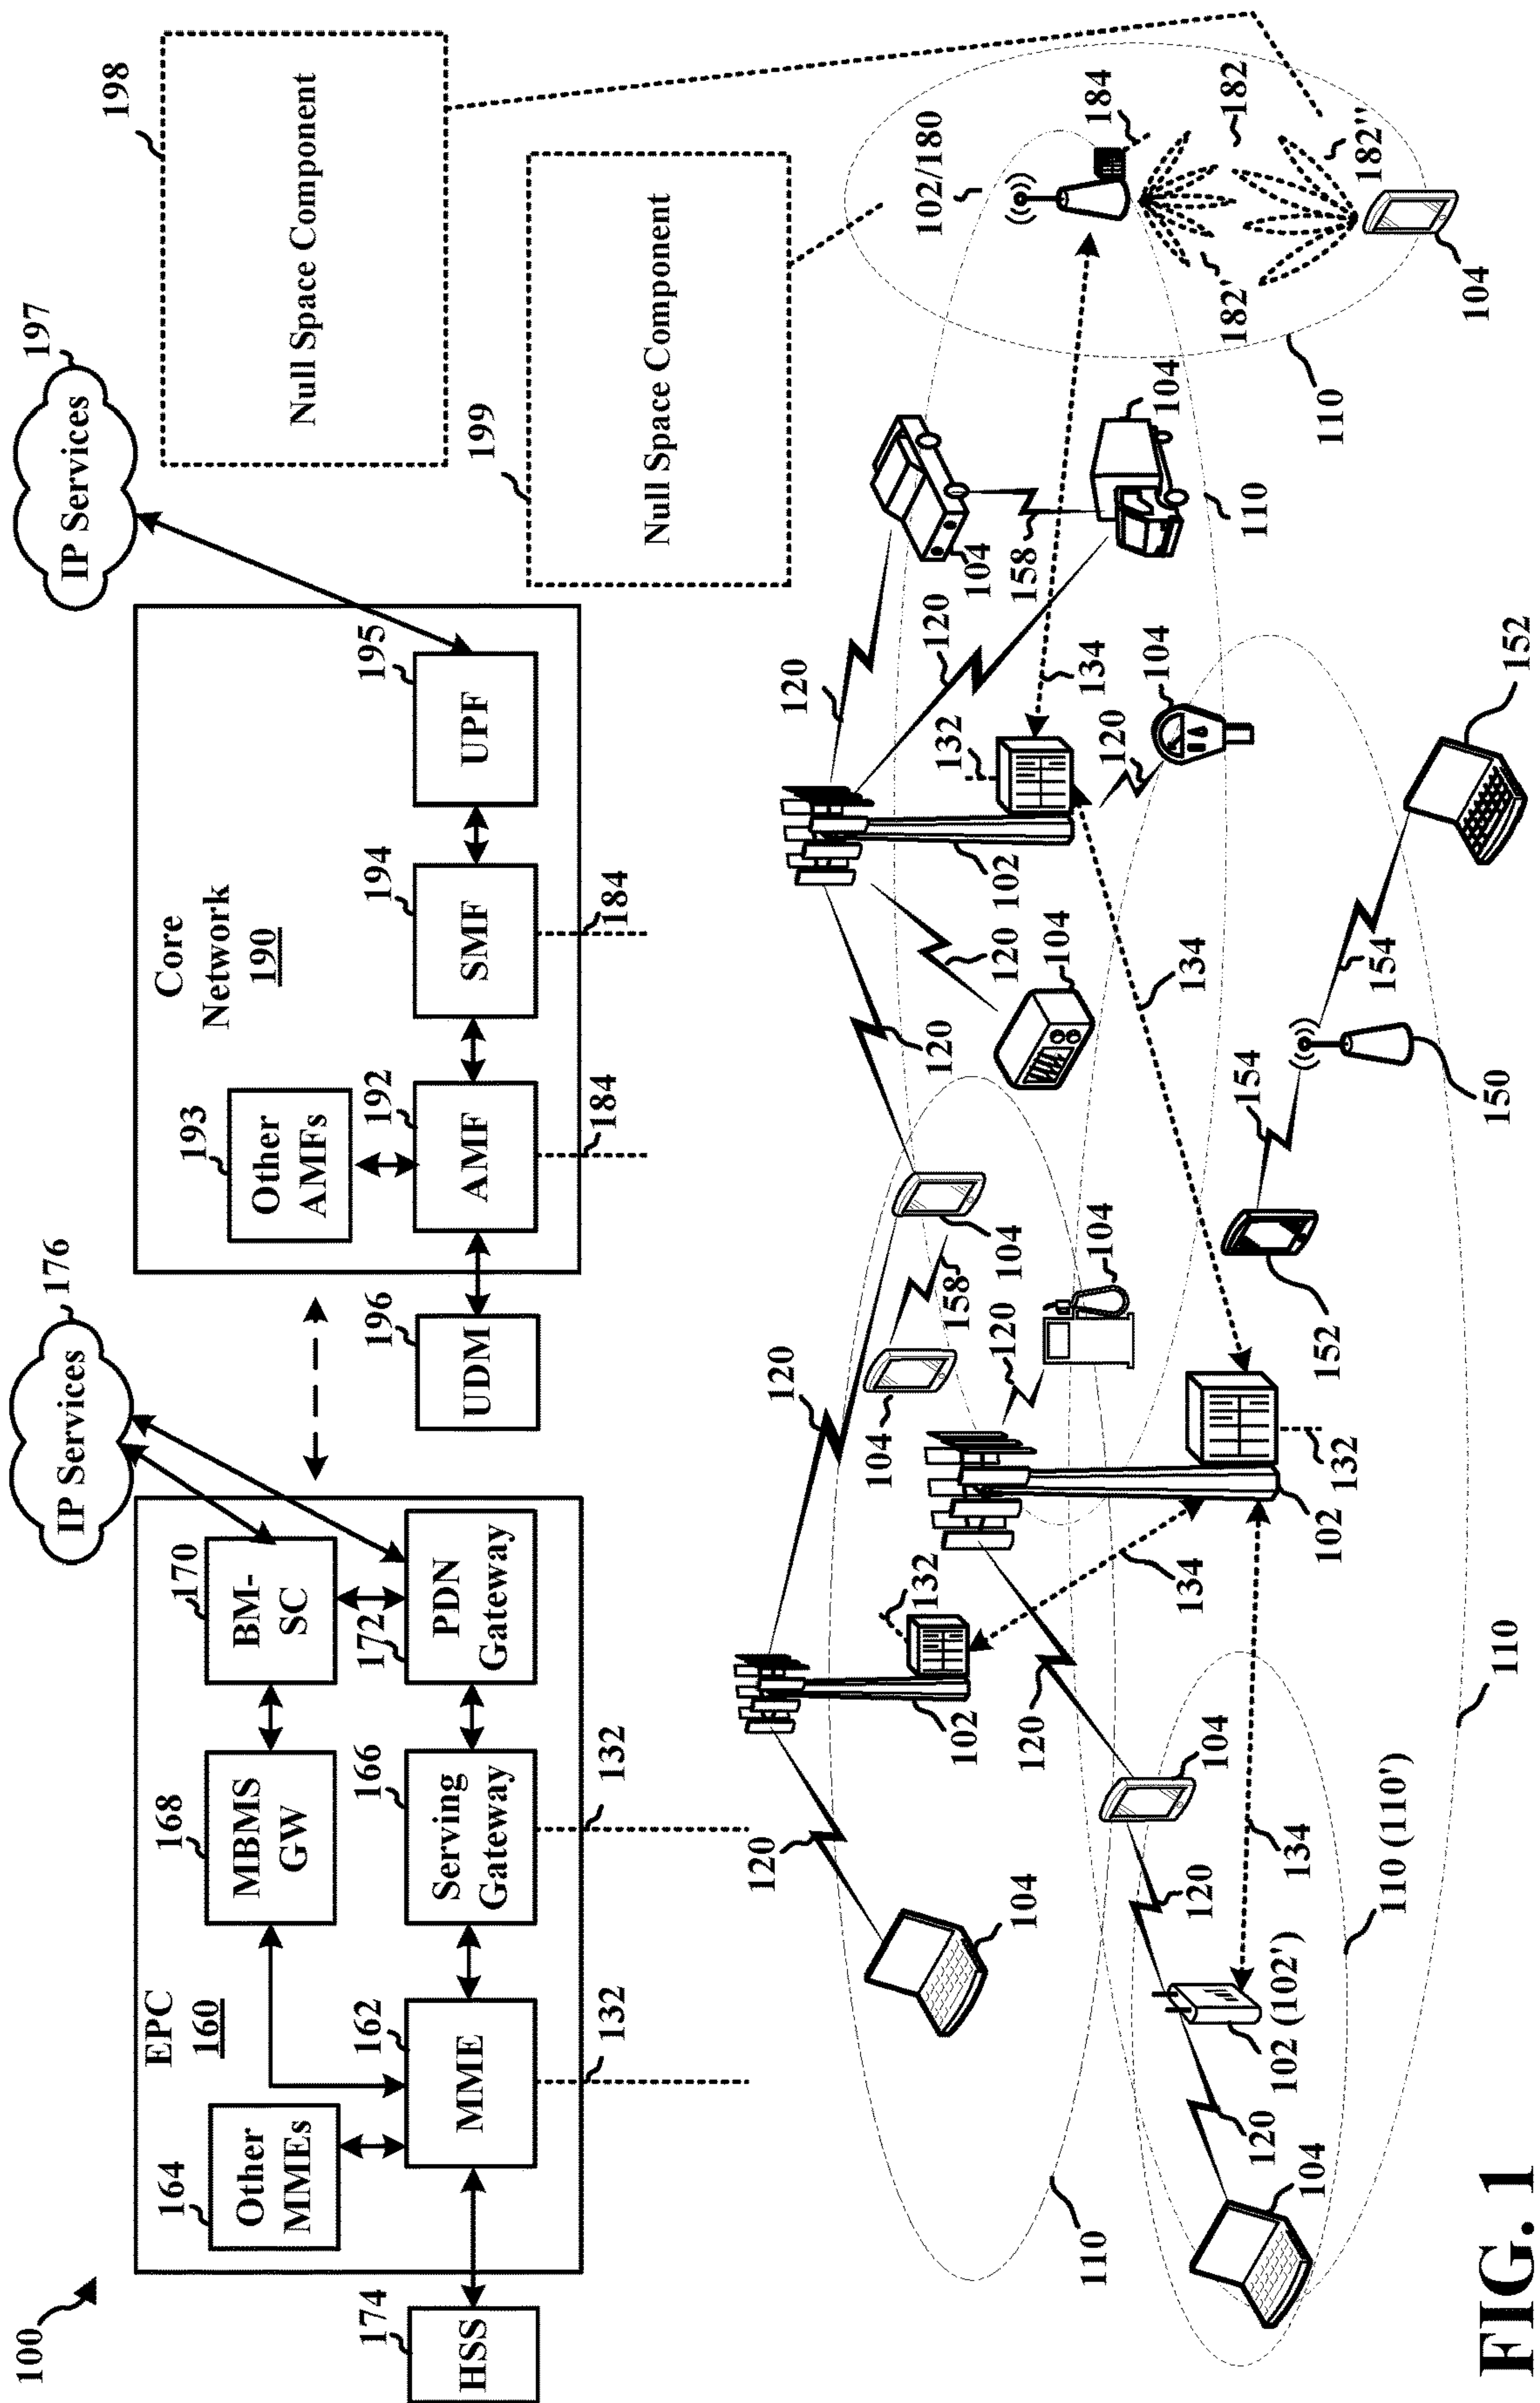 100
EPC
160
164
Other
MMEs
162
MME
174
HSS
168
MBMS
GW
170
BM-
SC
166
Serving
Gateway
172
PDN
Gateway
132
132
176
IP Services
Core
Network
190
193
Other
AMFs
192
AMF
196
UDM
194
SMF
195
UPF
184
184
197
IP Services
198
Null Space Component
199
Null Space Component
120
104
110
120
132
102
104
158
104
120
104
120
120
104
120
132
102
120
120
104
158
104
110
134
120
104
102/180
184
182
182'
182''
104
110
134
134
132
102
120
104
120
102 (102')
120
104
134
110 (110')
110
152
154
150
154
152
FIG. 1